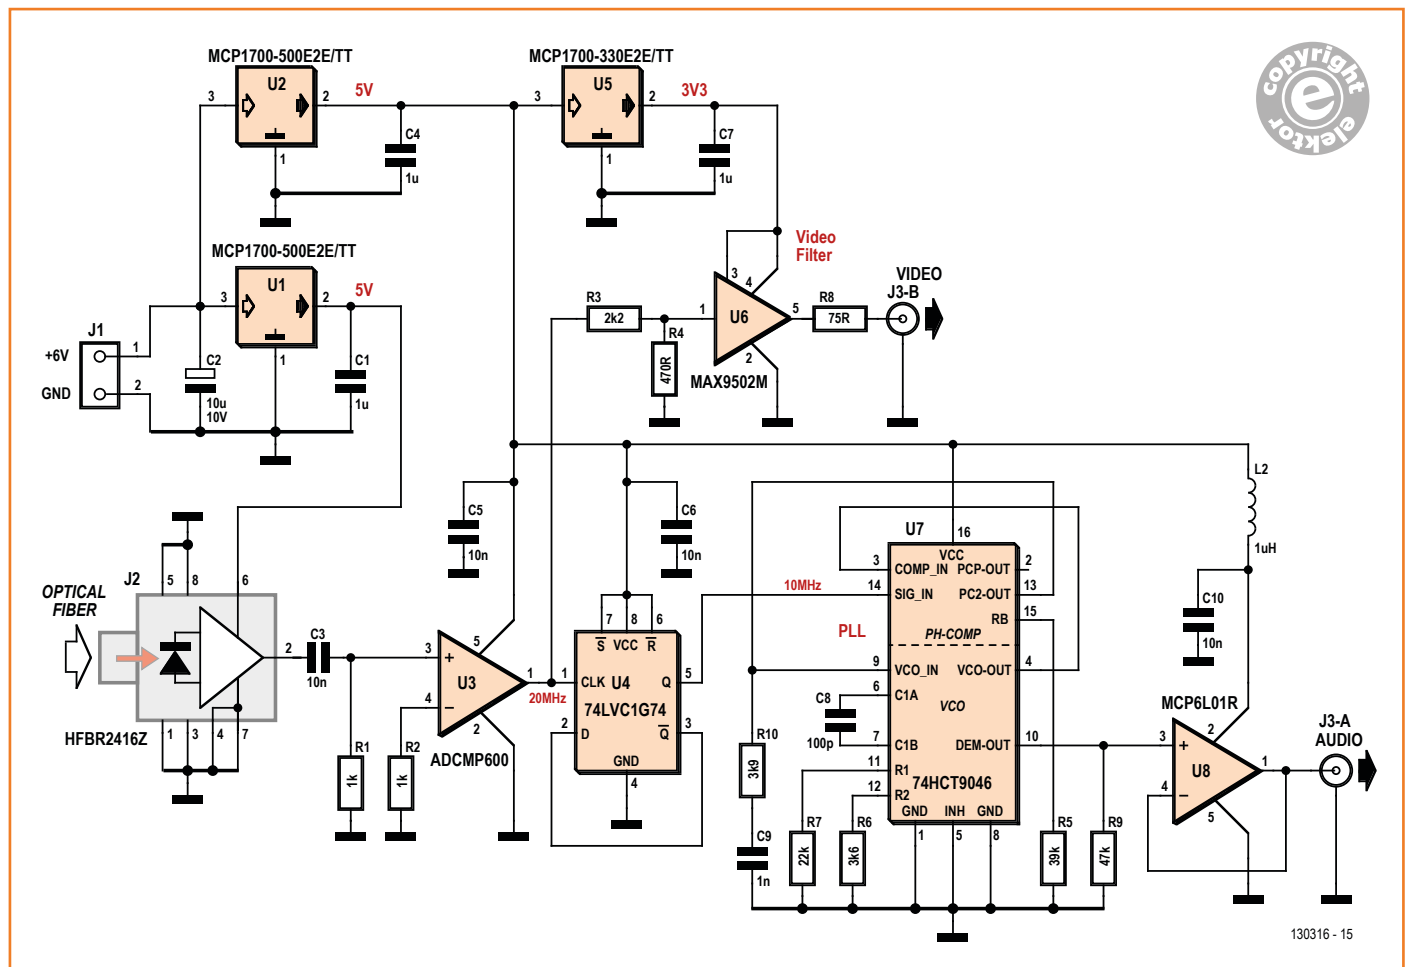 MCP1700-500E2E/TT
U2
3
2
1
5V
C4
1u
MCP1700-330E2E/TT
U5
3
2
1
3V3
C7
1u
copyright
e
elektor
MCP1700-500E2E/TT
U1
3
2
1
5V
J1
+6V
1
GND
2
C2
10u
10V
C1
1u
Video
Filter
R3
2k2
R4
470R
1
3
4
U6
5
2
MAX9502M
R8
75R
VIDEO
J3-B
C5
10n
C6
10n
L2
1uH
C10
10n
OPTICAL
FIBER
J2
5
8
6
2
1
3
4
7
HFBR2416Z
C3
10n
R1
1k
R2
1k
3
+
4
–
5
U3
1
2
ADCMP600
20MHz
7
8
6
S
VCC
R
1
CLK
U4
Q
5
74LVC1G74
2
D
Q
3
GND
4
10MHz
PLL
U7
16
VCC
3
COMP_IN
PCP-OUT
2
14
SIG_IN
PC2-OUT
13
RB
15
PH-COMP
9
VCO_IN
VCO-OUT
4
6
C1A
VCO
7
C1B
DEM-OUT
10
11
R1
74HCT9046
12
R2
GND
INH
GND
1
5
8
C8
100p
R10
3k9
C9
1n
R7
22k
R6
3k6
R5
39k
R9
47k
MCP6L01R
3
+
2
U8
1
4
–
5
J3-A
AUDIO
130316 - 15